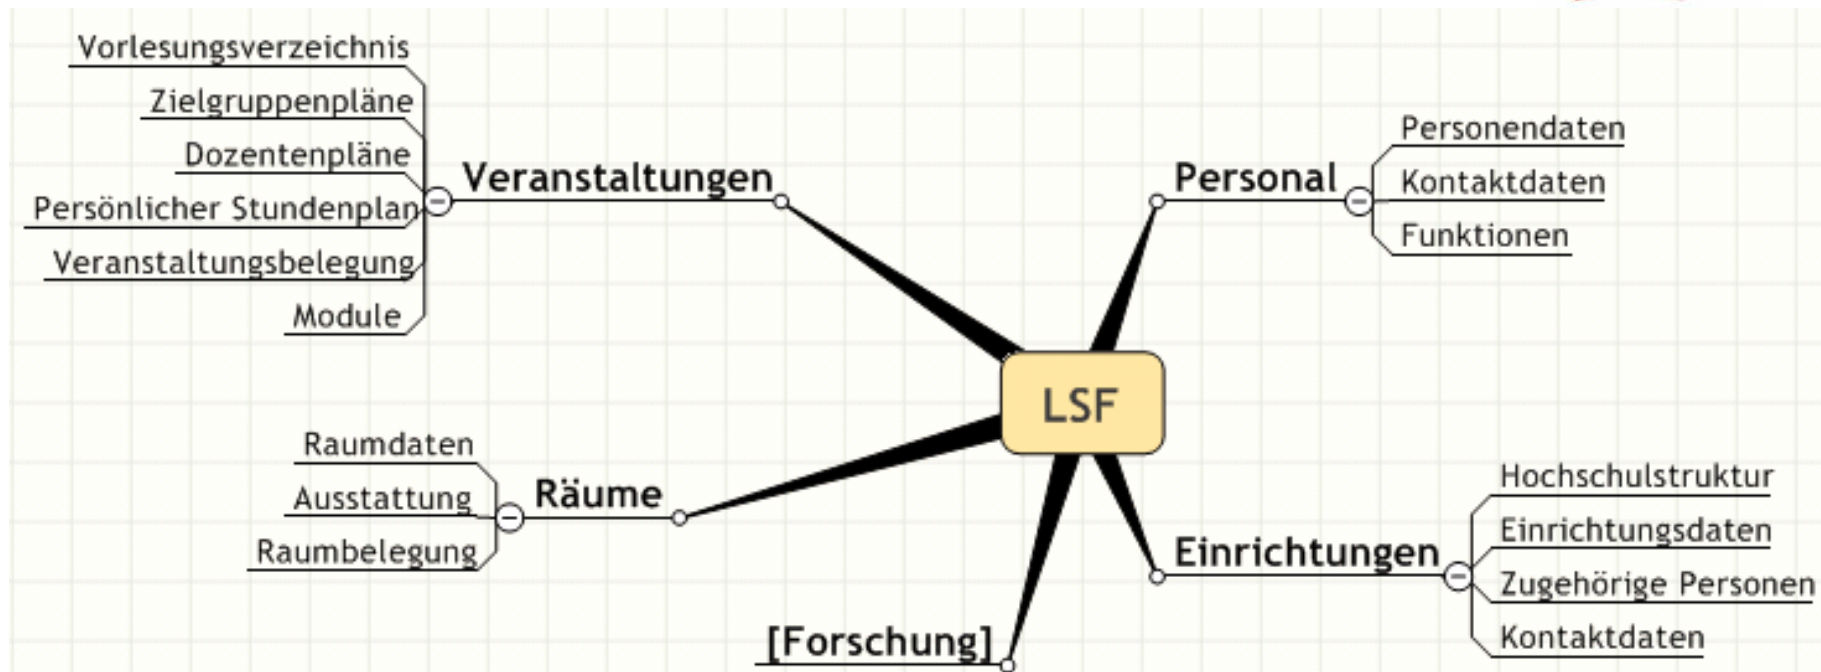 Vorlesungsverzeichnis
Zielgruppenpläne
Dozentenpläne
Persönlicher Stundenplan
Veranstaltungsbelegung
Module
Veranstaltungen
Personal
Personendaten
Kontaktdaten
Funktionen
LSF
Raumdaten
Ausstattung
Raumbelegung
Räume
Einrichtungen
Hochschulstruktur
Einrichtungsdaten
Zugehörige Personen
Kontaktdaten
[Forschung]